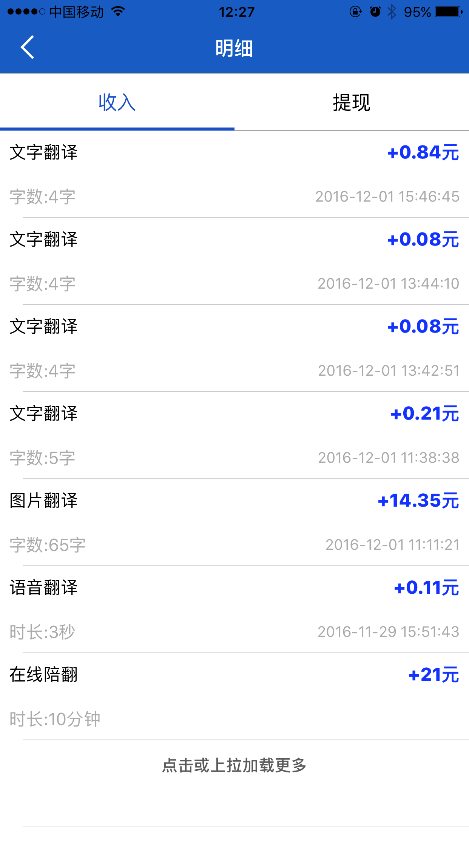 中国移动 12:27 95%
明细
收入 提现
文字翻译 +0.84元
字数:4字 2016-12-01 15:46:45
文字翻译 +0.08元
字数:4字 2016-12-01 13:44:10
文字翻译 +0.08元
字数:4字 2016-12-01 13:42:51
文字翻译 +0.21元
字数:5字 2016-12-01 11:38:38
图片翻译 +14.35元
字数:65字 2016-12-01 11:11:21
语音翻译 +0.11元
时长:3秒 2016-11-29 15:51:43
在线陪翻 +21元
时长:10分钟
点击或上拉加载更多